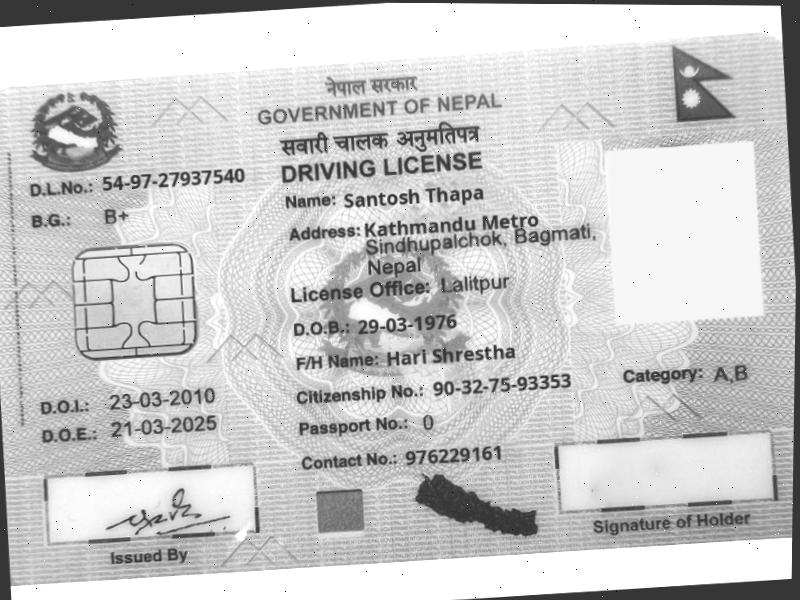 नेपाल सरकार
GOVERNMENT OF NEPAL
सवारी चालक अनुमतिपत्र
DRIVING LICENSE
D.L.No.: 54-97-27937540
B.G.: B+
Name: Santosh Thapa
Address: Kathmandu Metro
Sindhupalchok, Bagmati,
Nepal
License Office: Lalitpur
D.O.B.: 29-03-1976
F/H Name: Hari Shrestha
Citizenship No.: 90-32-75-93353
Category: A,B
D.O.I.: 23-03-2010
Passport No.: 0
D.O.E.: 21-03-2025
Contact No.: 976229161
Issued By
Signature of Holder